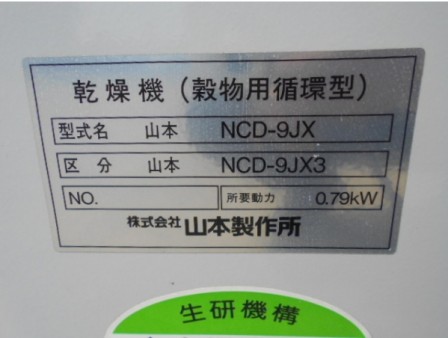 乾燥機（穀物用循環型）
型式名 山本 NCD-9JX
区分 山本 NCD-9JX3
NO. 所要動力 0.79kW
株式会社 山本製作所
生研機構